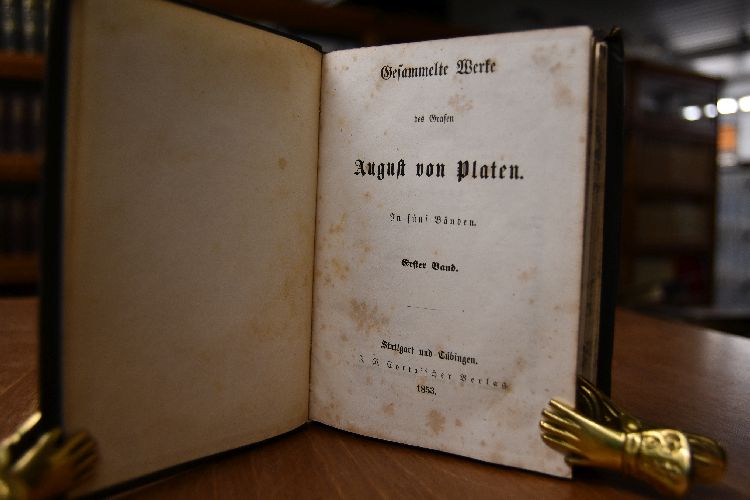 Gesammelte Werke
des Grafen
August von Platen.
In fünf Bänden.
Erster Band.
Stuttgart und Tübingen.
J. G. Cotta'scher Verlag
1853.